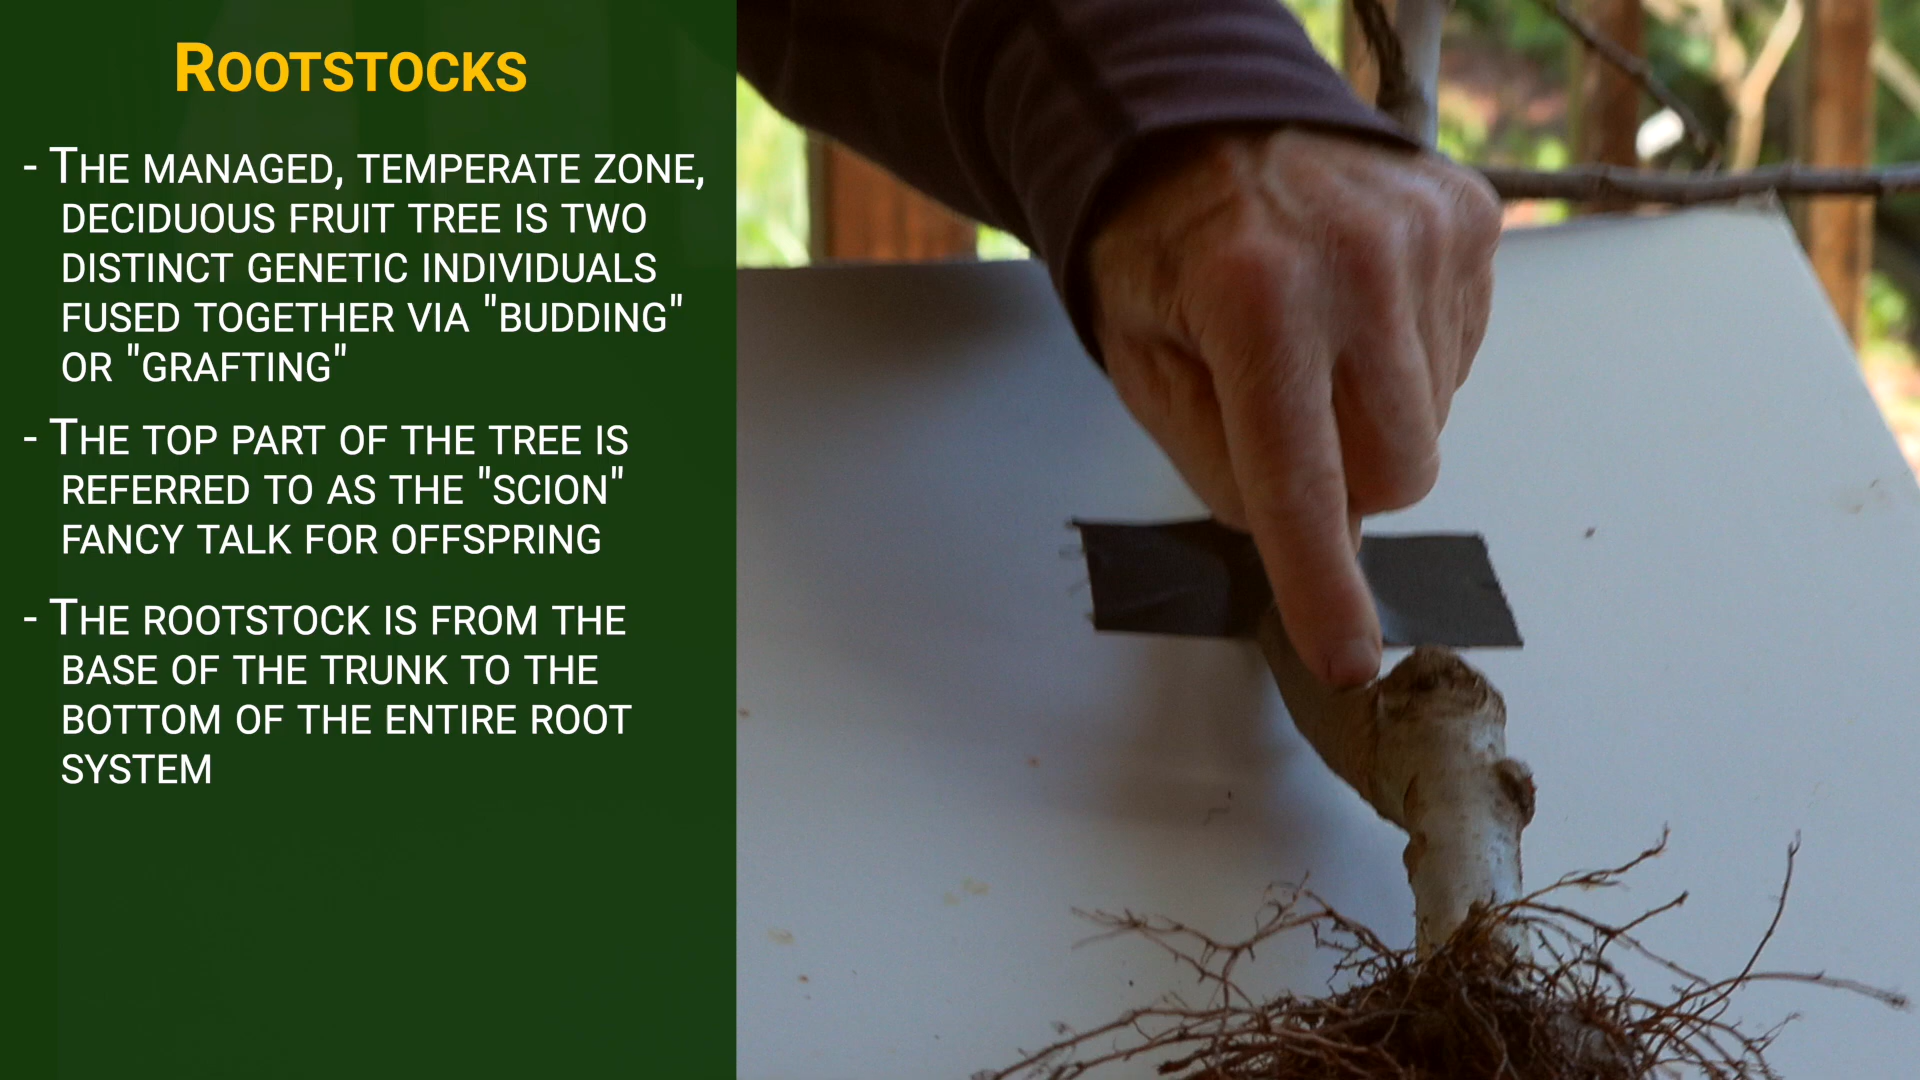 ROOTSTOCKS
- THE MANAGED, TEMPERATE ZONE,
DECIDUOUS FRUIT TREE IS TWO
DISTINCT GENETIC INDIVIDUALS
FUSED TOGETHER VIA "BUDDING"
OR "GRAFTING"
- THE TOP PART OF THE TREE IS
REFERRED TO AS THE "SCION"
FANCY TALK FOR OFFSPRING
- THE ROOTSTOCK IS FROM THE
BASE OF THE TRUNK TO THE
BOTTOM OF THE ENTIRE ROOT
SYSTEM